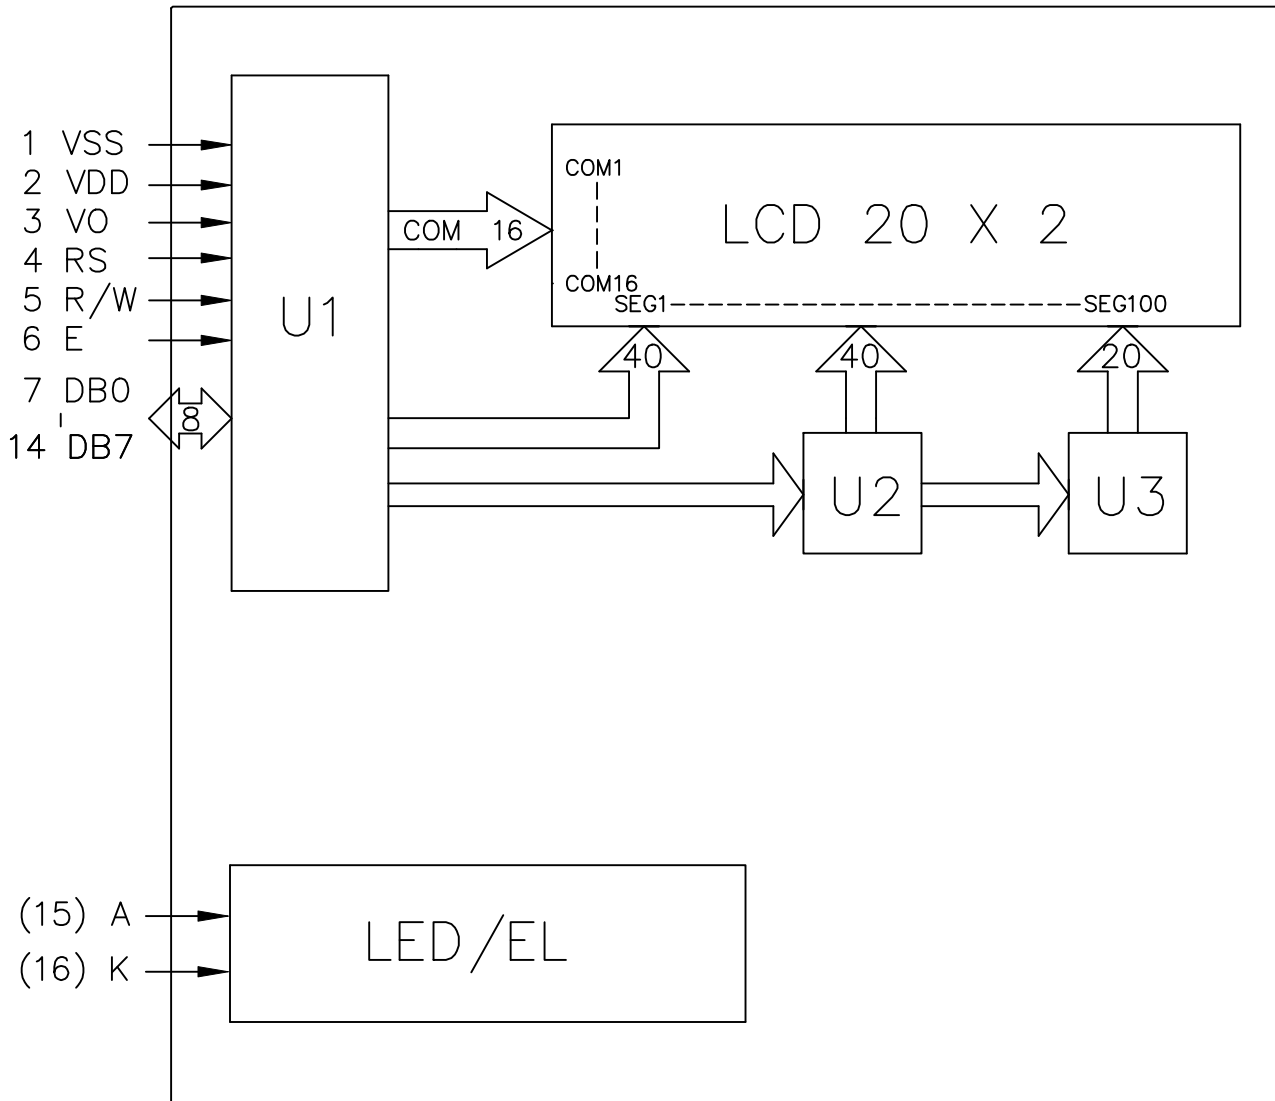 1 VSS
2 VDD
3 VO
4 RS
5 R/W
6 E
7 DB0
14 DB7
8
U1
COM 16
COM1
COM16
LCD 20 X 2
SEG1
SEG100
40
40
20
U2
U3
(15) A
(16) K
LED/EL